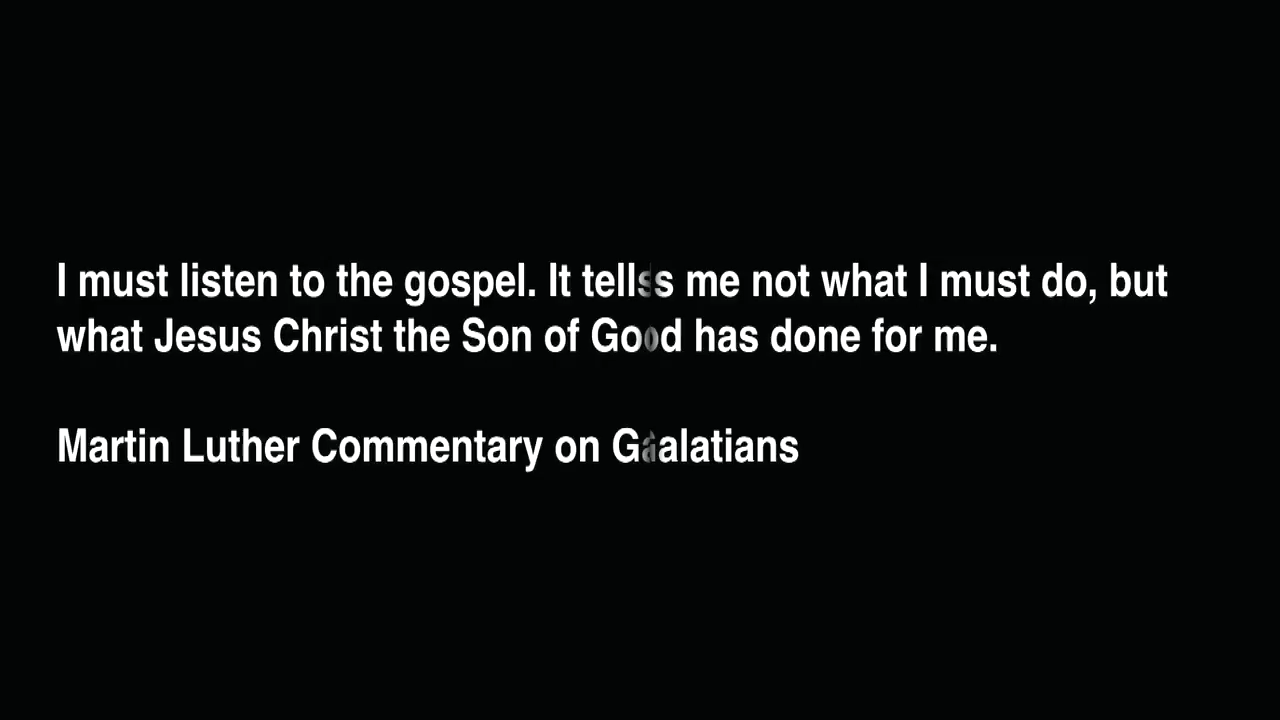 I must listen to the gospel. It tells me not what I must do, but
what Jesus Christ the Son of God has done for me.
Martin Luther Commentary on Galatians